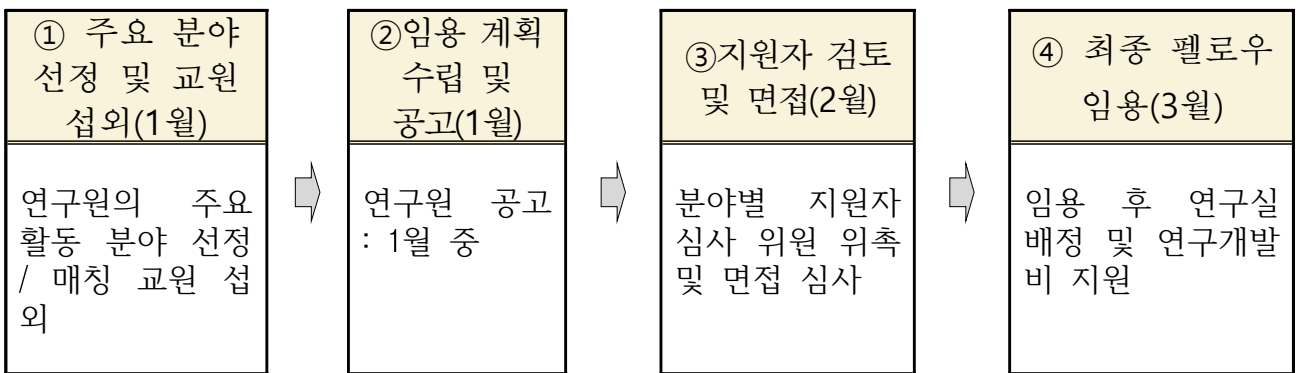 ① 주요 분야
선정 및 교원
섭외(1월)
연구원의 주요
활동 분야 선정
/ 매칭 교원 섭
외
②임용 계획
수립 및
공고(1월)
연구원 공고
: 1월 중
③지원자 검토
및 면접(2월)
분야별 지원자
심사 위원 위촉
및 면접 심사
④ 최종 펠로우
임용(3월)
임용 후 연구실
배정 및 연구개발
비 지원